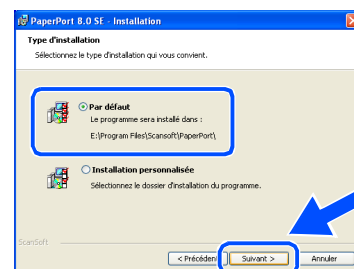 PaperPort 8.0 SE - Installation
Type d'installation
Sélectionnez le type d'installation qui vous convient.
Par défaut
Le programme sera installé dans :
E:\Program Files\Scansoft\PaperPort\
Installation personnalisée
Sélectionnez le dossier d'installation du programme.
ScanSoft
< Précédent
Suivant >
Annuler